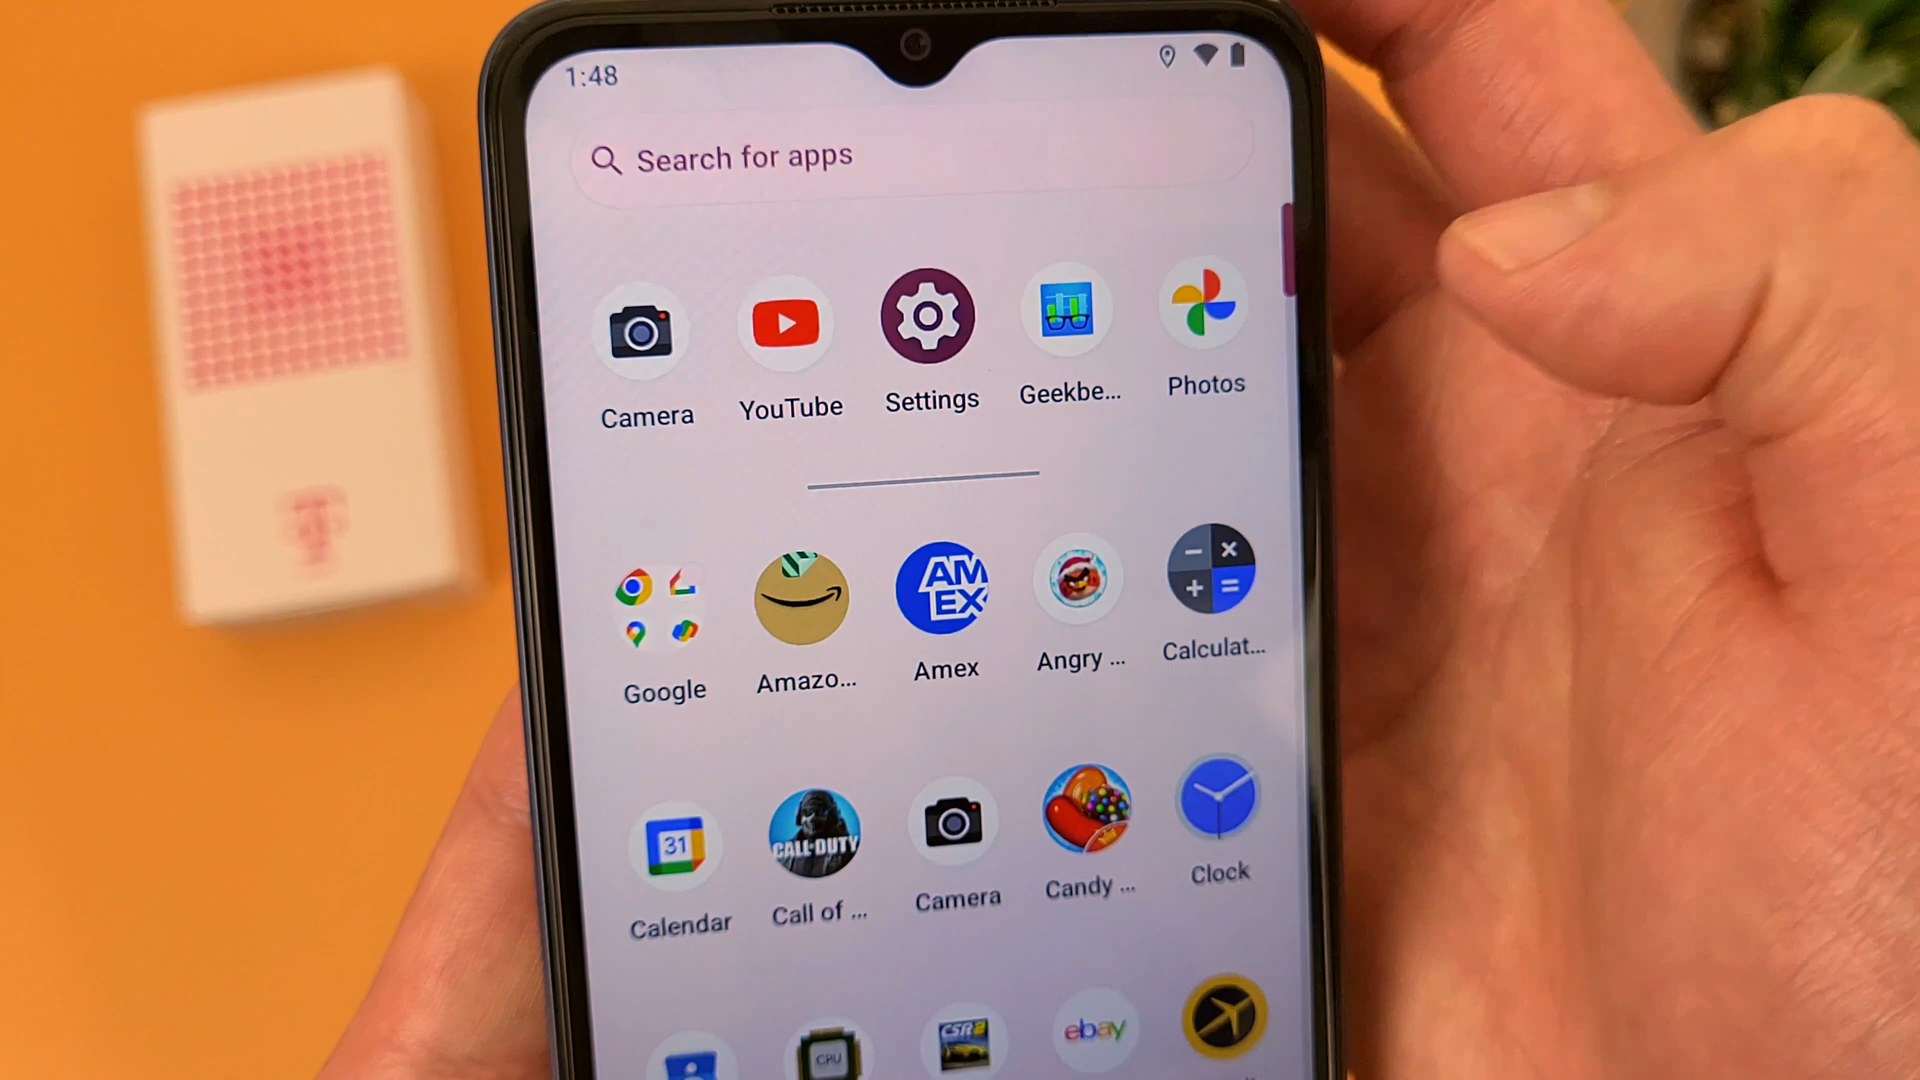 1:48
Search for apps
Camera
YouTube
Settings
Geekbe...
Photos
AM
EX
Google
Amazo...
Amex
Angry ...
Calculat...
31
CALL OF DUTY
Calendar
Call of ...
Camera
Candy ...
Clock
CPU
CSR2
ebay
T